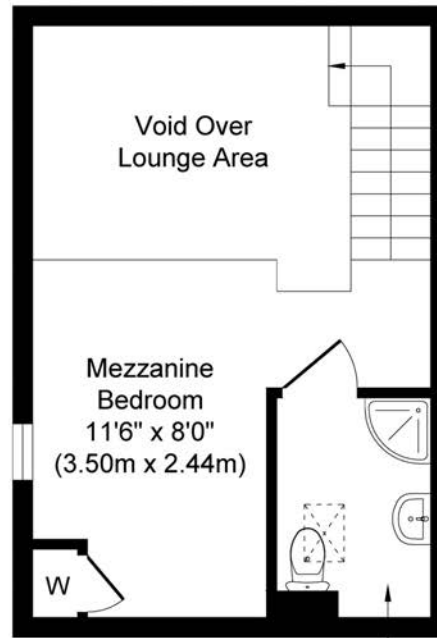 Void Over
Lounge Area
Mezzanine
Bedroom
11'6" x 8'0"
(3.50m x 2.44m)
W